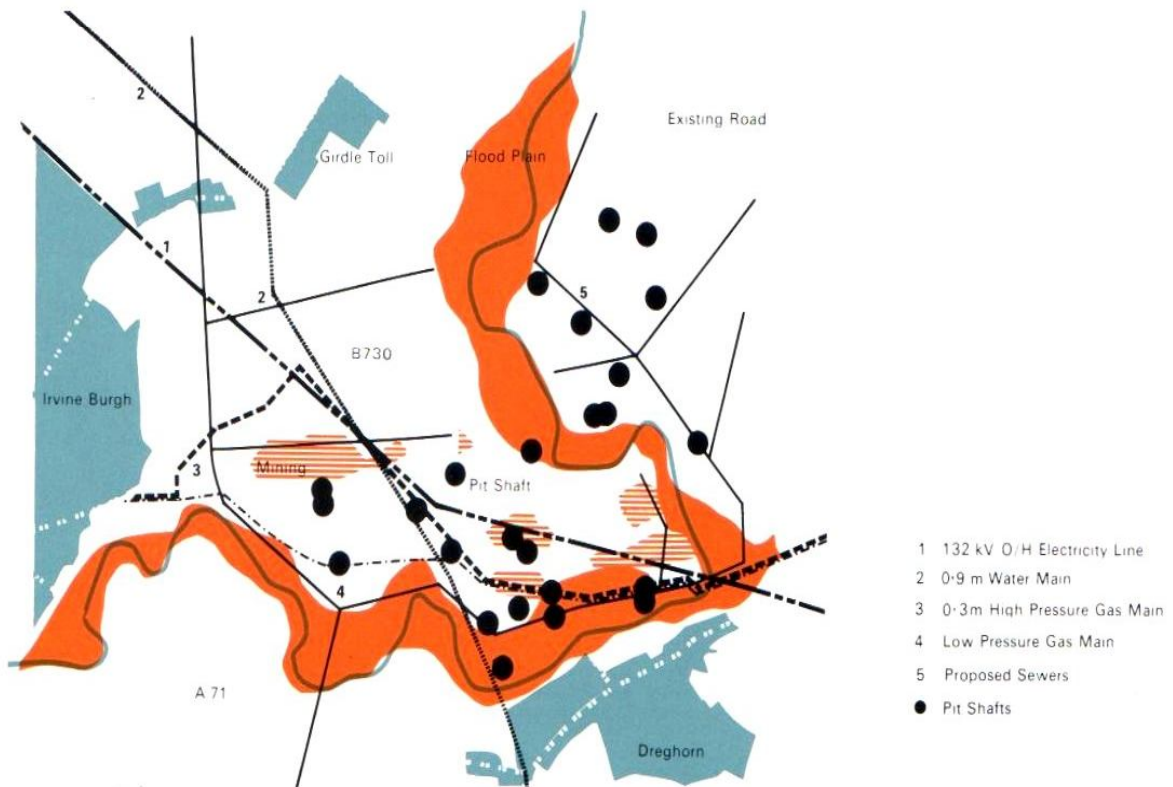 2
Existing Road
Girdle Toll
Flood Plain
1
2
5
B730
Irvine Burgh
3
Mining
Pit Shaft
4
A 71
Dreghorn
1 132 kV O/H Electricity Line
2 0·9 m Water Main
3 0·3m High Pressure Gas Main
4 Low Pressure Gas Main
5 Proposed Sewers
Pit Shafts